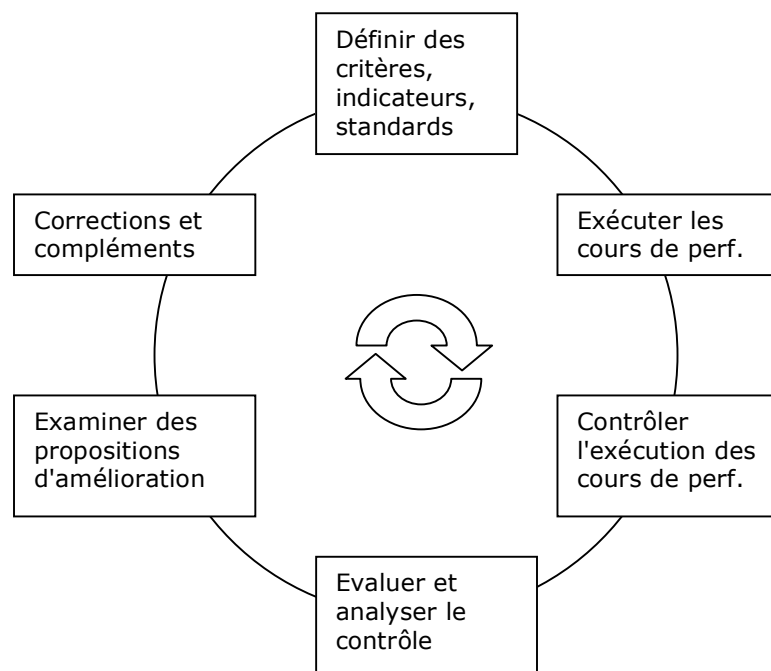 Définir des
critères,
indicateurs,
standards
Exécuter les
cours de perf.
Contrôler
l'exécution des
cours de perf.
Evaluer et
analyser le
contrôle
Examiner des
propositions
d'amélioration
Corrections et
compléments